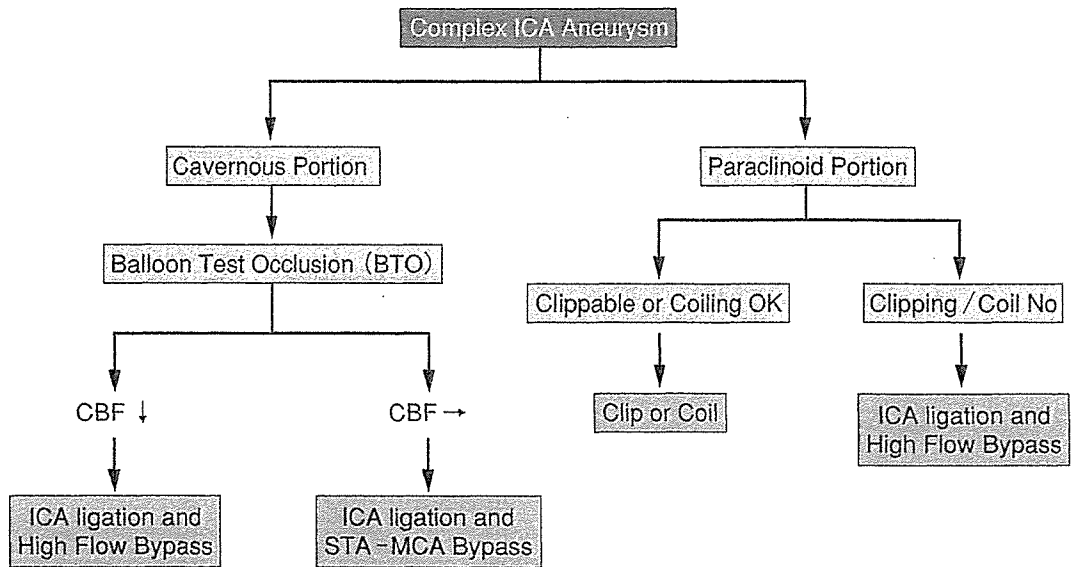 Complex ICA Aneurysm
Cavernous Portion
Paraclinoid Portion
Balloon Test Occlusion (BTO)
Clippable or Coiling OK
Clipping / Coil No
CBF ↓
CBF →
Clip or Coil
ICA ligation and
High Flow Bypass
ICA ligation and
High Flow Bypass
ICA ligation and
STA-MCA Bypass